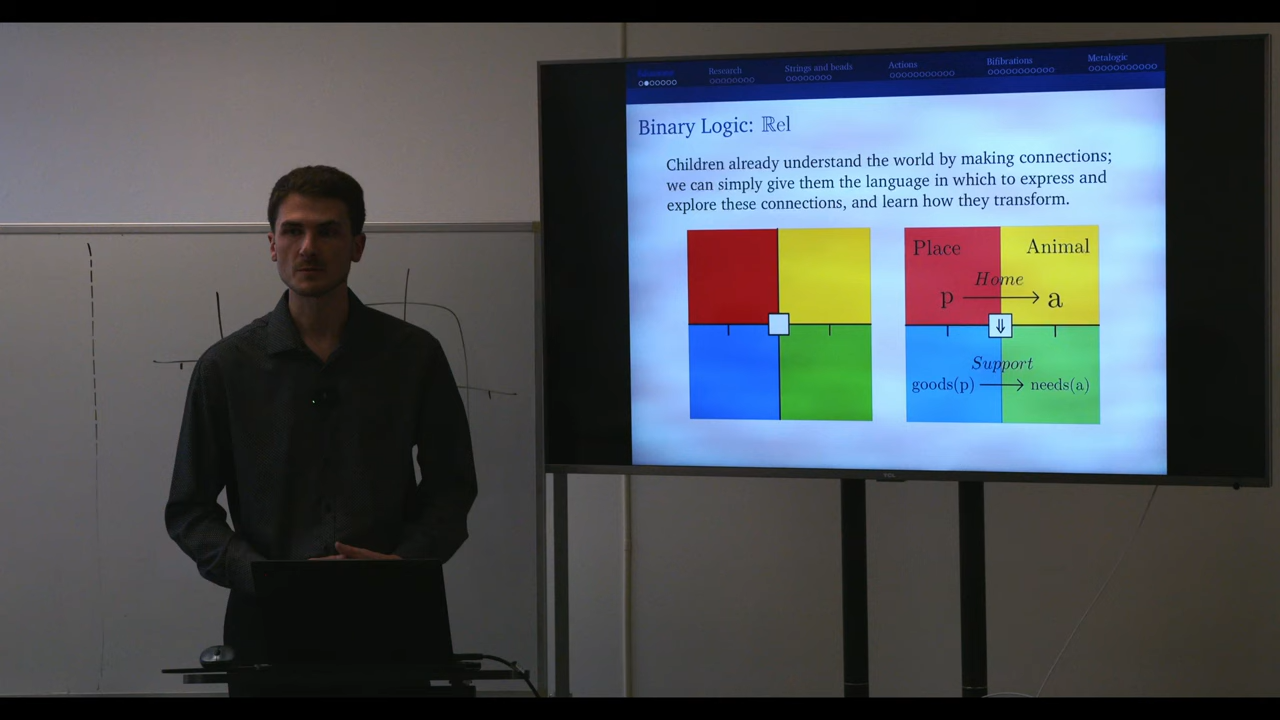 Research Strings and beads Actions Bifibrations Metalogic
Binary Logic: ℝel
Children already understand the world by making connections;
we can simply give them the language in which to express and
explore these connections, and learn how they transform.
Place Animal
Home
p → a
⇓
Support
goods(p) → needs(a)